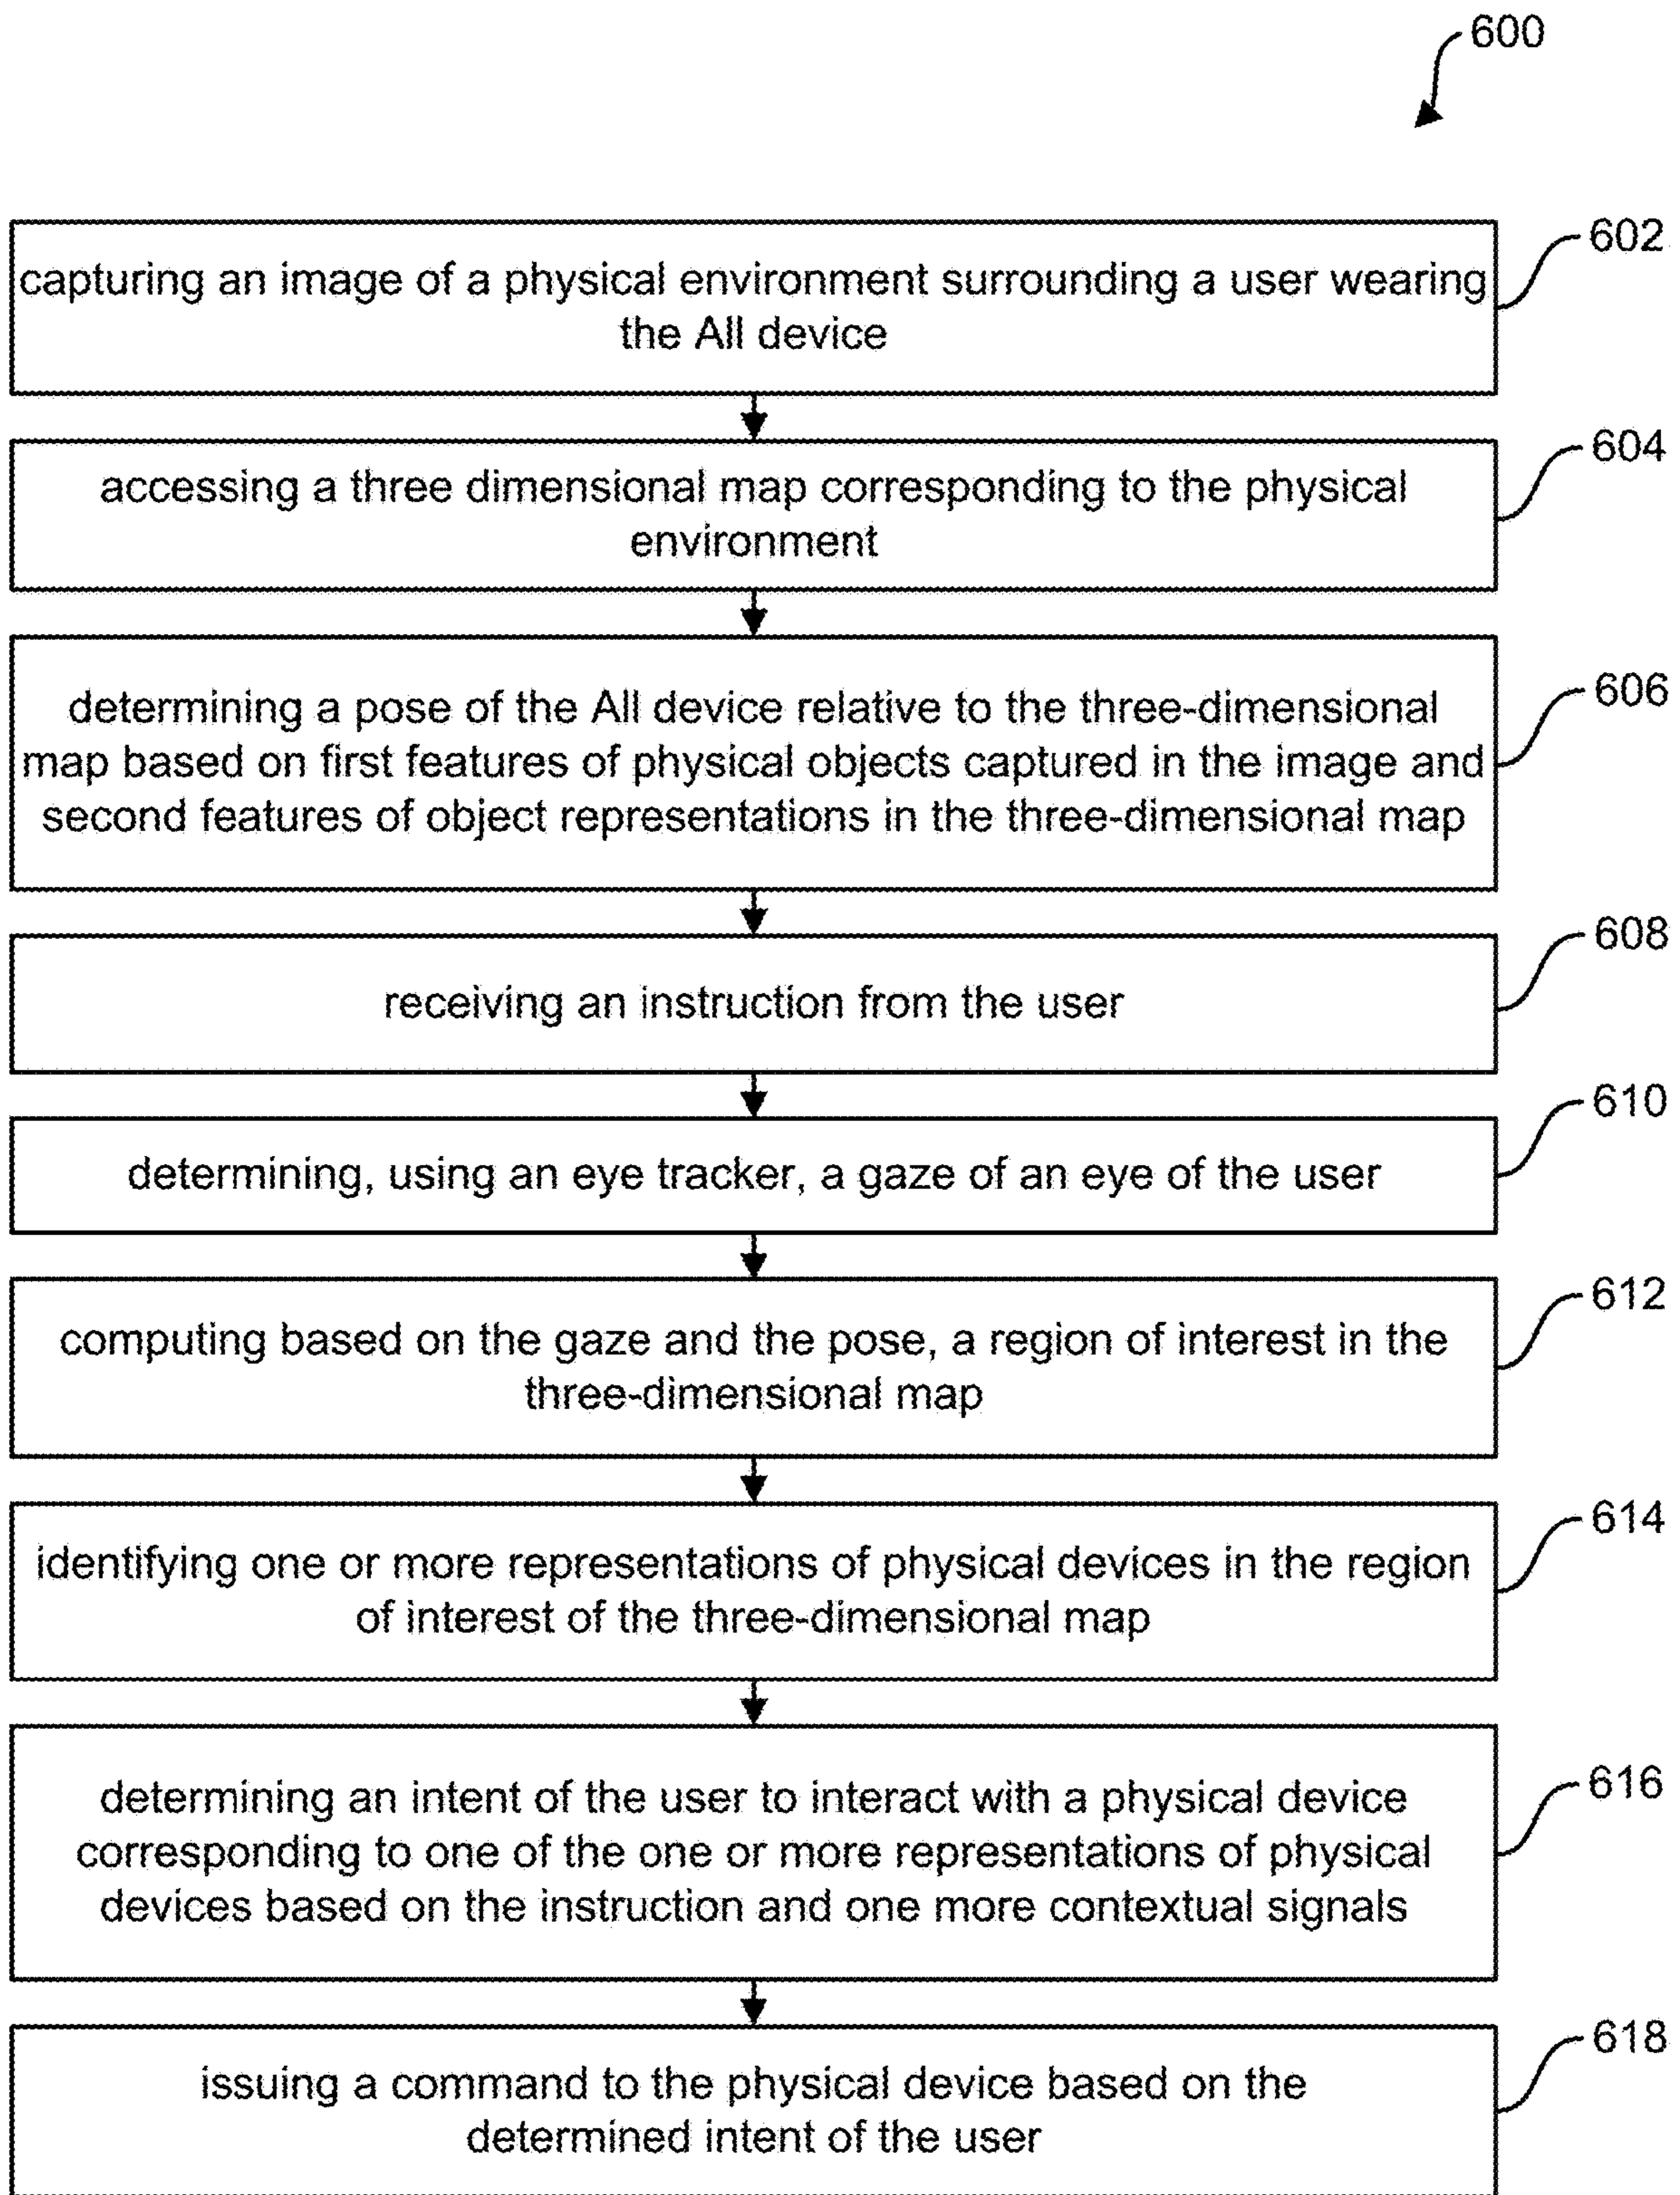 600
602
capturing an image of a physical environment surrounding a user wearing
the All device
604
accessing a three dimensional map corresponding to the physical
environment
606
determining a pose of the All device relative to the three-dimensional
map based on first features of physical objects captured in the image and
second features of object representations in the three-dimensional map
608
receiving an instruction from the user
610
determining, using an eye tracker, a gaze of an eye of the user
612
computing based on the gaze and the pose, a region of interest in the
three-dimensional map
614
identifying one or more representations of physical devices in the region
of interest of the three-dimensional map
616
determining an intent of the user to interact with a physical device
corresponding to one of the one or more representations of physical
devices based on the instruction and one more contextual signals
618
issuing a command to the physical device based on the
determined intent of the user